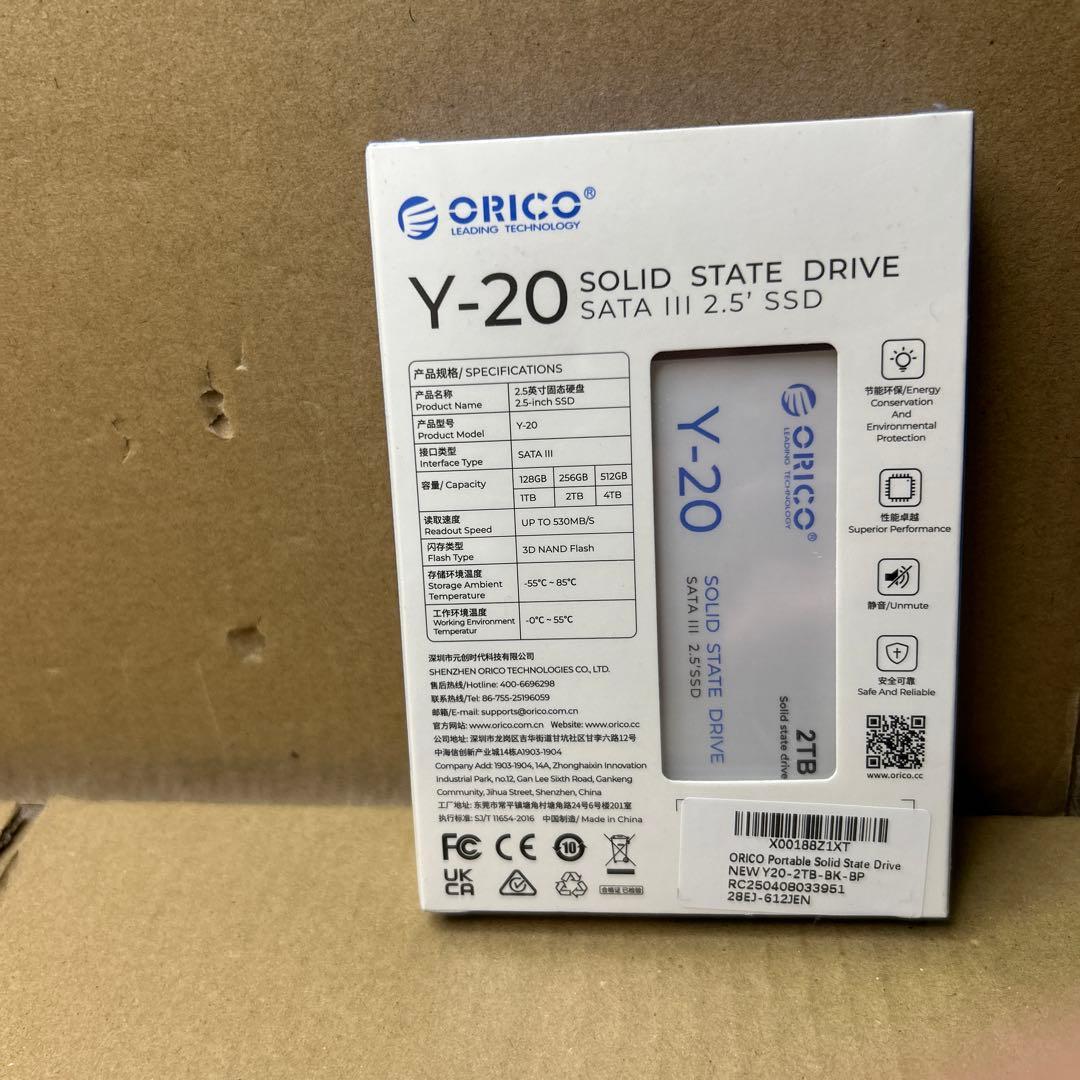 ORICO®
LEADING TECHNOLOGY
Y-20
SOLID STATE DRIVE
SATA III 2.5' SSD
产品规格/ SPECIFICATIONS
产品名称
Product Name
2.5英寸固态硬盘
2.5-inch SSD
产品型号
Product Model
Y-20
接口类型
Interface Type
SATA III
容量/ Capacity
128GB 256GB 512GB
1TB 2TB 4TB
读取速度
Readout Speed
UP TO 530MB/S
闪存类型
Flash Type
3D NAND Flash
存储环境温度
Storage Ambient
Temperature
-55℃ ~ 85℃
工作环境温度
Working Environment
Temperatur
-0℃ ~ 55℃
深圳市元创时代科技有限公司
SHENZHEN ORICO TECHNOLOGIES CO., LTD.
售后热线/Hotline: 400-6696298
联系热线/Tel: 86-755-25196059
邮箱/E-mail: supports@orico.com.cn
官方网站: www.orico.com.cn Website: www.orico.cc
公司地址: 深圳市龙岗区吉华街道甘坑社区甘李六路12号
中海信创新产业城14栋A1903-1904
Company Add: 1903-1904, 14A, Zhonghaixin Innovation
Industrial Park, no.12, Gan Lee Sixth Road, Gankeng
Community, Jihua Street, Shenzhen, China
工厂地址: 东莞市常平镇塘角村塘角路24号6号楼201室
执行标准: SJ/T 11654-2016 中国制造/ Made in China
FC CE 10
UK
CA
合格证 已检验
ORICO®
LEADING TECHNOLOGY
Y-20
SOLID STATE DRIVE
SATA III 2.5'SSD
2TB
Solid state drive
节能环保/Energy
Conservation
And
Environmental
Protection
性能卓越
Superior Performance
静音/Unmute
安全可靠
Safe And Reliable
www.orico.cc
X00188Z1XT
ORICO Portable Solid State Drive
NEW Y20-2TB-BK-BP
RC250408033951
28EJ-612JEN